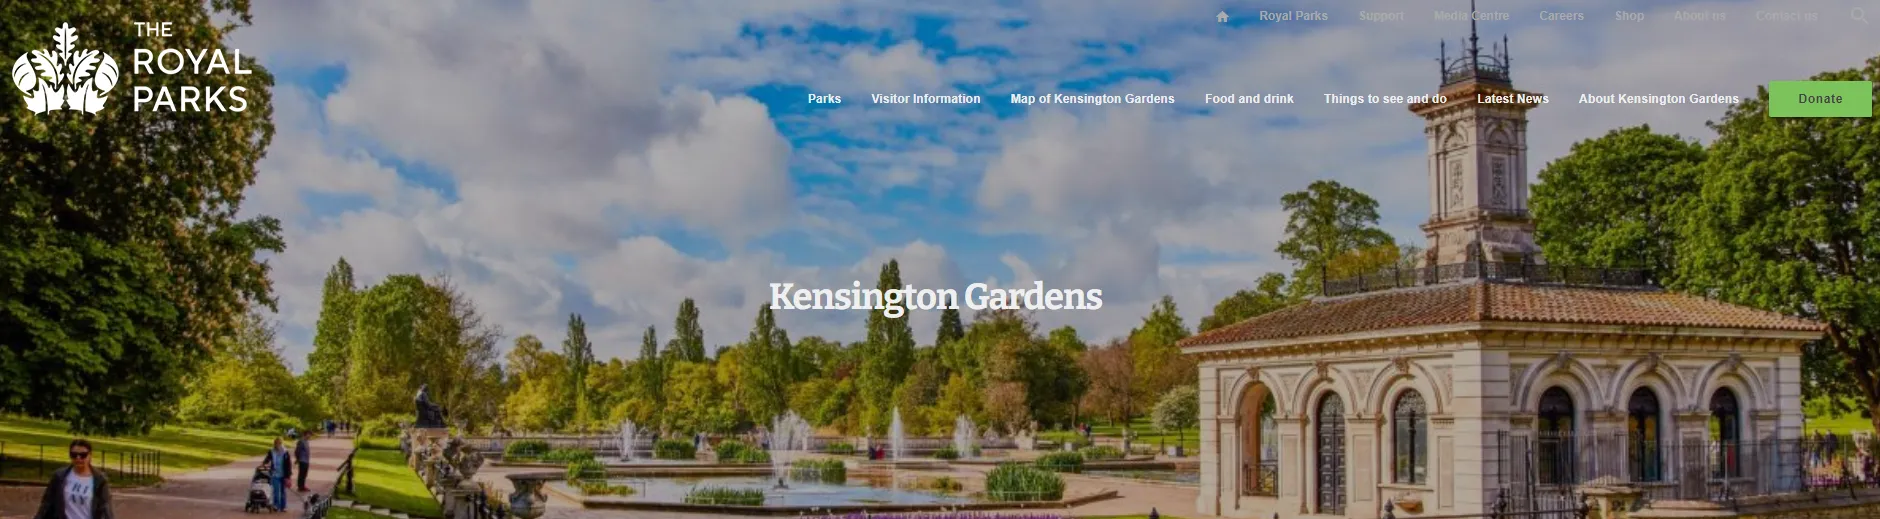 THE
ROYAL
PARKS
Royal Parks Support Media Centre Careers Shop About us Contact us
Parks Visitor Information Map of Kensington Gardens Food and drink Things to see and do Latest News About Kensington Gardens Donate
Kensington Gardens